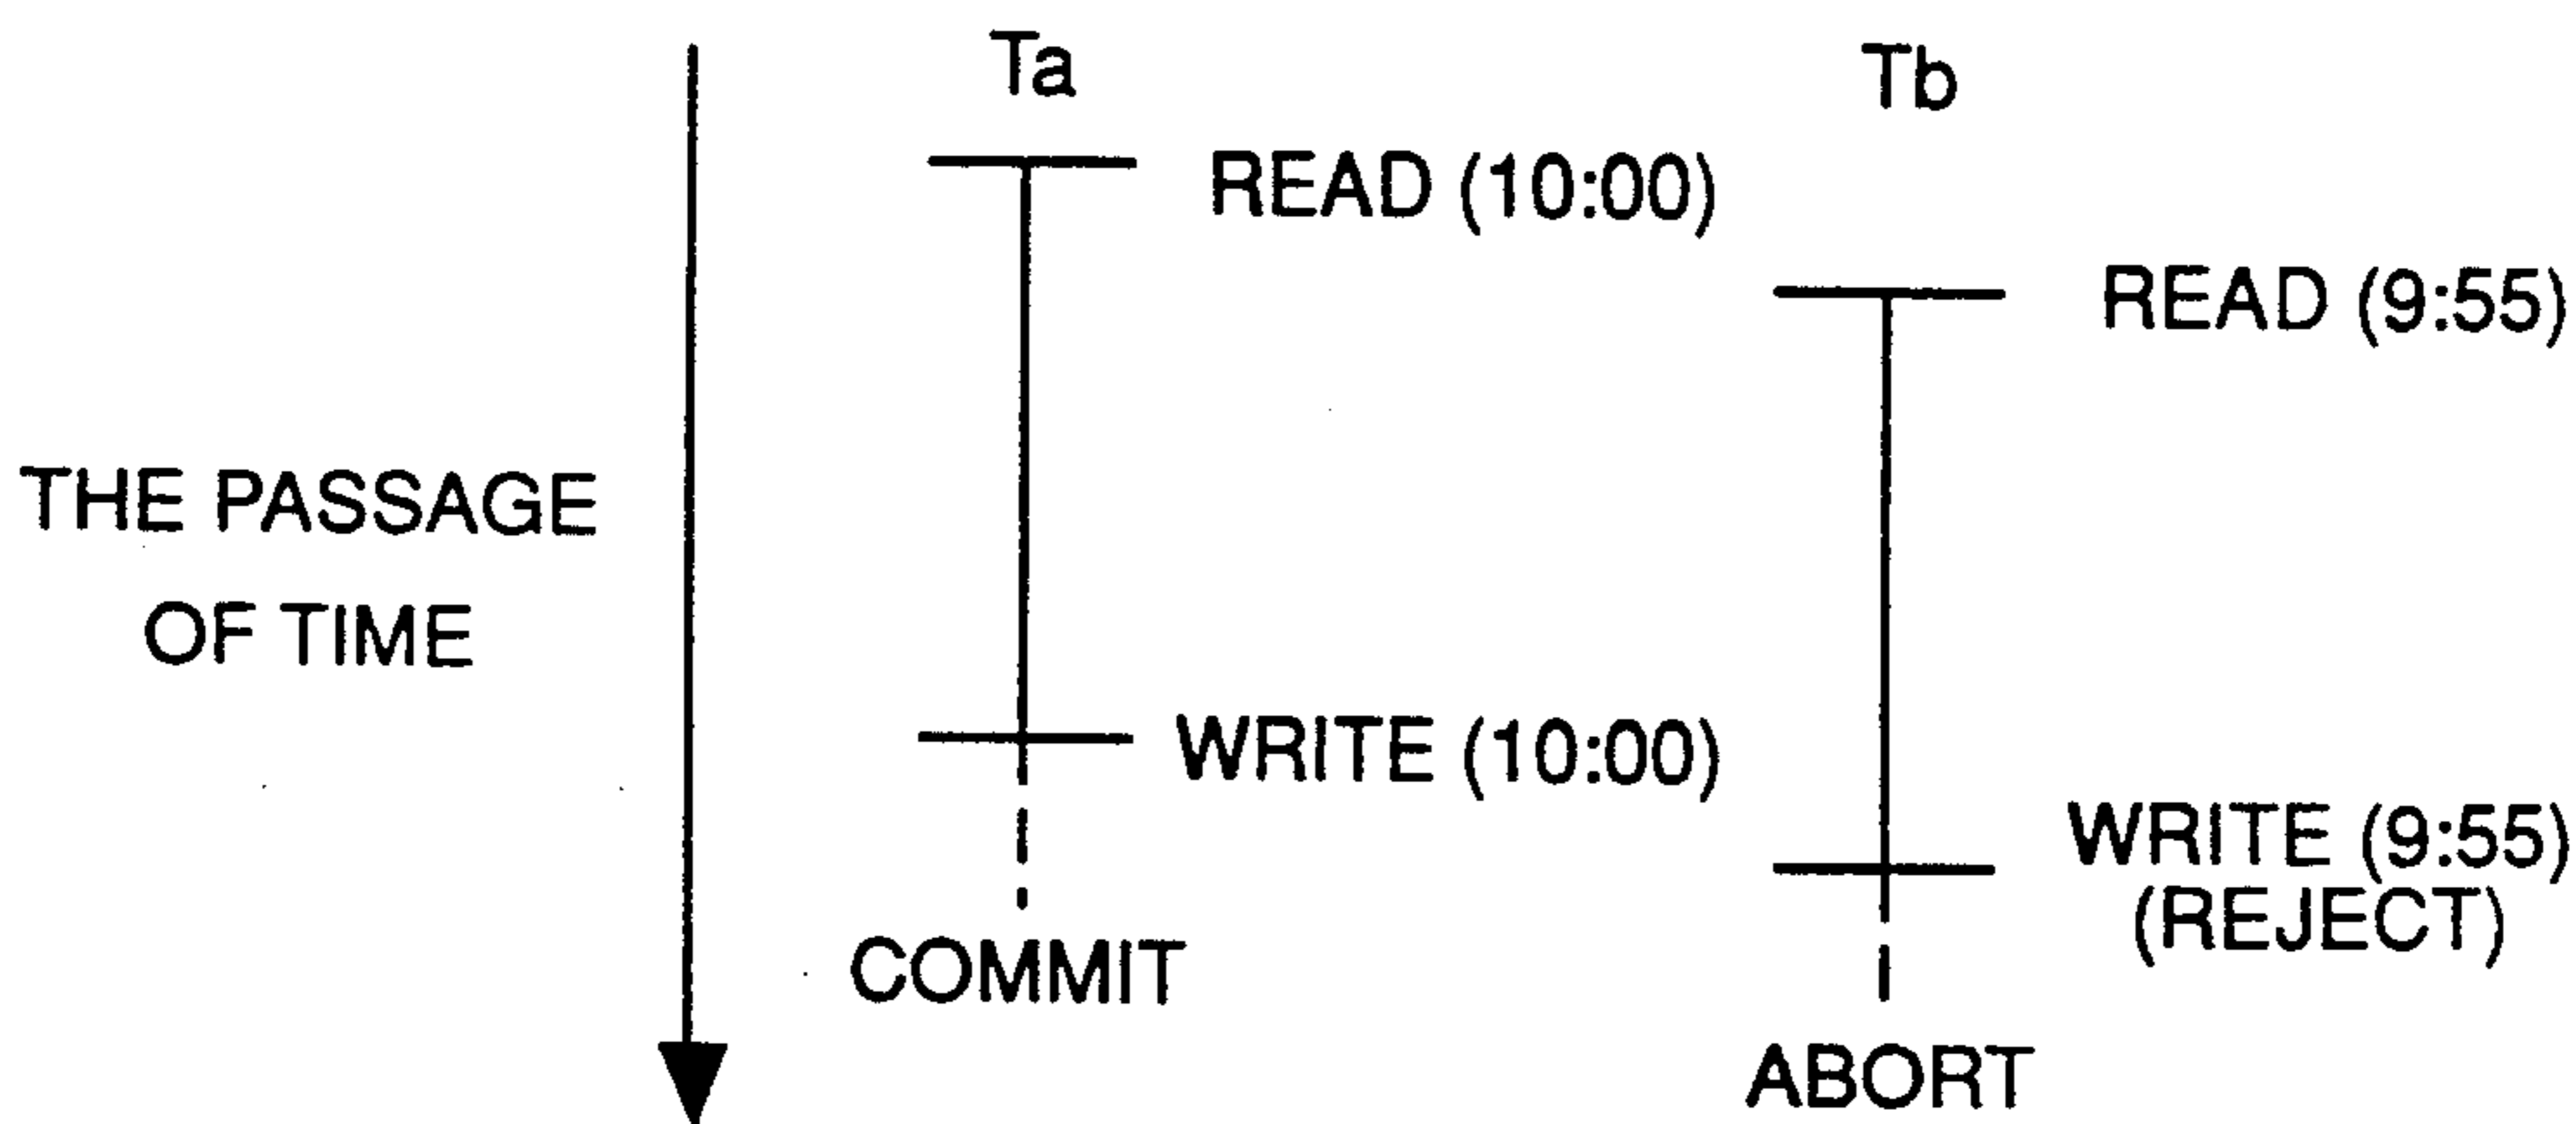 Ta
Tb
READ (10:00)
READ (9:55)
THE PASSAGE
OF TIME
WRITE (10:00)
WRITE (9:55)
(REJECT)
COMMIT
ABORT